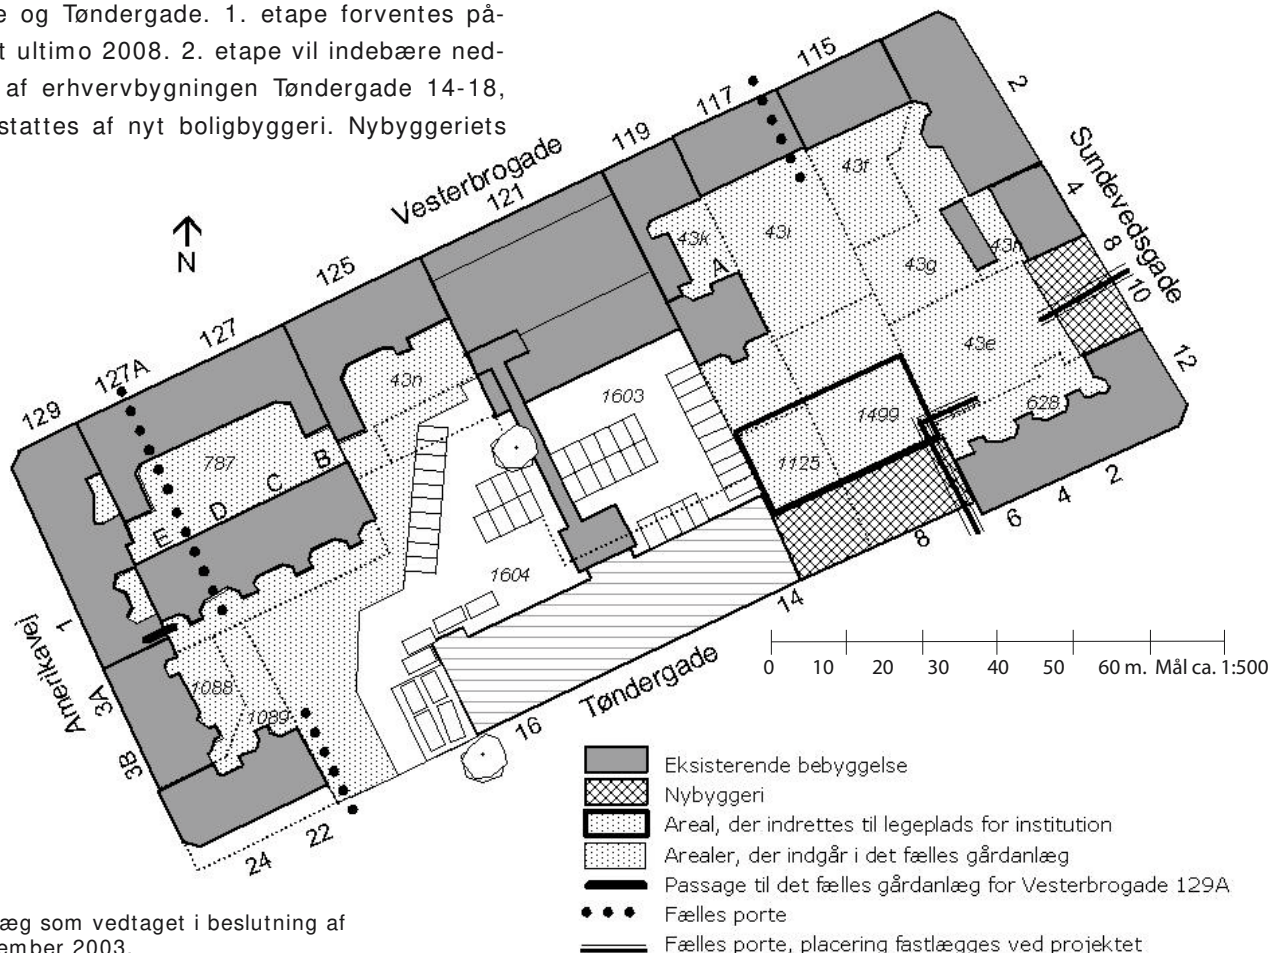 e og Tøndergade. 1. etape forventes på-
t ultimo 2008. 2. etape vil indebære ned-
af erhvervbygningen Tøndergade 14-18,
stattes af nyt boligbyggeri. Nybyggeriets
115
117
119
Vesterbrogade
121
125
127
127A
129
2
Sundevedsgade
4
8
10
12
N
43f
43i
43k
43g
43h
43e
A
43n
1603
1499
628
1125
787
B
C
D
E
1604
1088
1089
Amerikavej
1
3A
3B
2
4
6
8
14
Tøndergade
16
22
24
0 10 20 30 40 50 60 m. Mål ca. 1:500
Eksisterende bebyggelse
Nybyggeri
Areal, der indrettes til legeplads for institution
Arealer, der indgår i det fælles gårdanlæg
Passage til det fælles gårdanlæg for Vesterbrogade 129A
Fælles porte
Fælles porte, placering fastlægges ved projektet
æg som vedtaget i beslutning af
ember 2003.